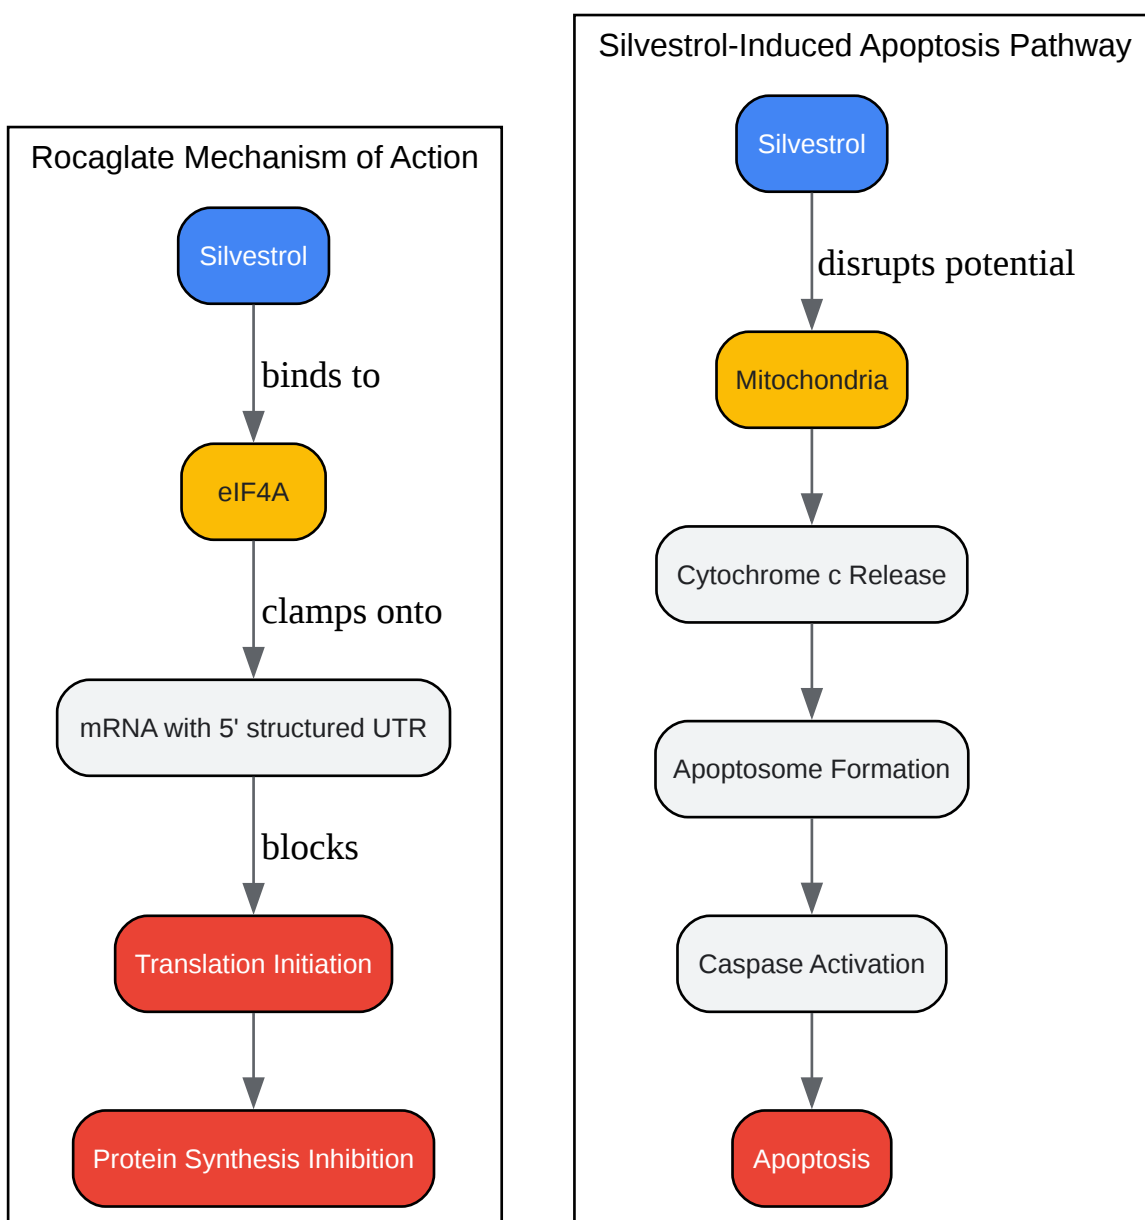 Rocaglate Mechanism of Action
Silvestrol
binds to
eIF4A
clamps onto
mRNA with 5' structured UTR
blocks
Translation Initiation
Protein Synthesis Inhibition
Silvestrol-Induced Apoptosis Pathway
Silvestrol
disrupts potential
Mitochondria
Cytochrome c Release
Apoptosome Formation
Caspase Activation
Apoptosis